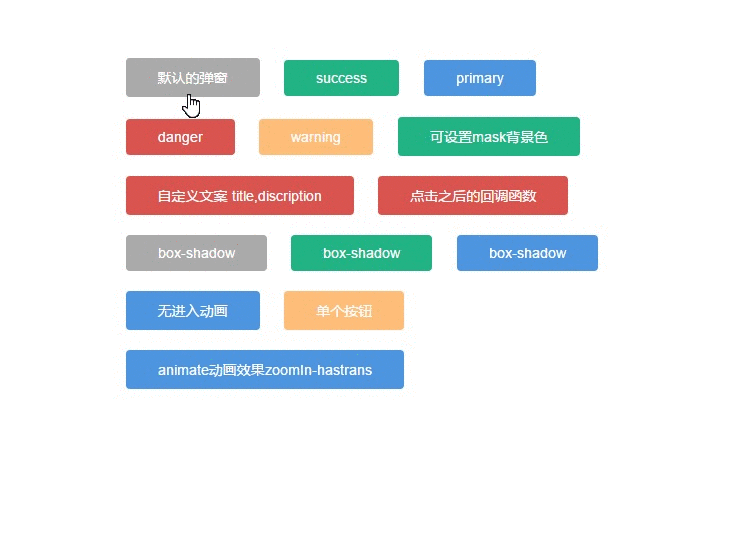 默认的弹窗 success primary
danger warning 可设置mask背景色
自定义文案 title,discription 点击之后的回调函数
box-shadow box-shadow box-shadow
无进入动画 单个按钮
animate动画效果zoomIn-hastrans